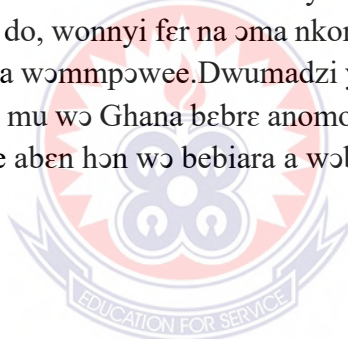 do, wonnyi fɛr na ɔma nkor
a wɔmmpɔwee.Dwumadzi
mu wɔ Ghana bɛbrɛ anomo
abɛn hɔn wɔ bebiara a wɔb
EDUCATION FOR SERVICE